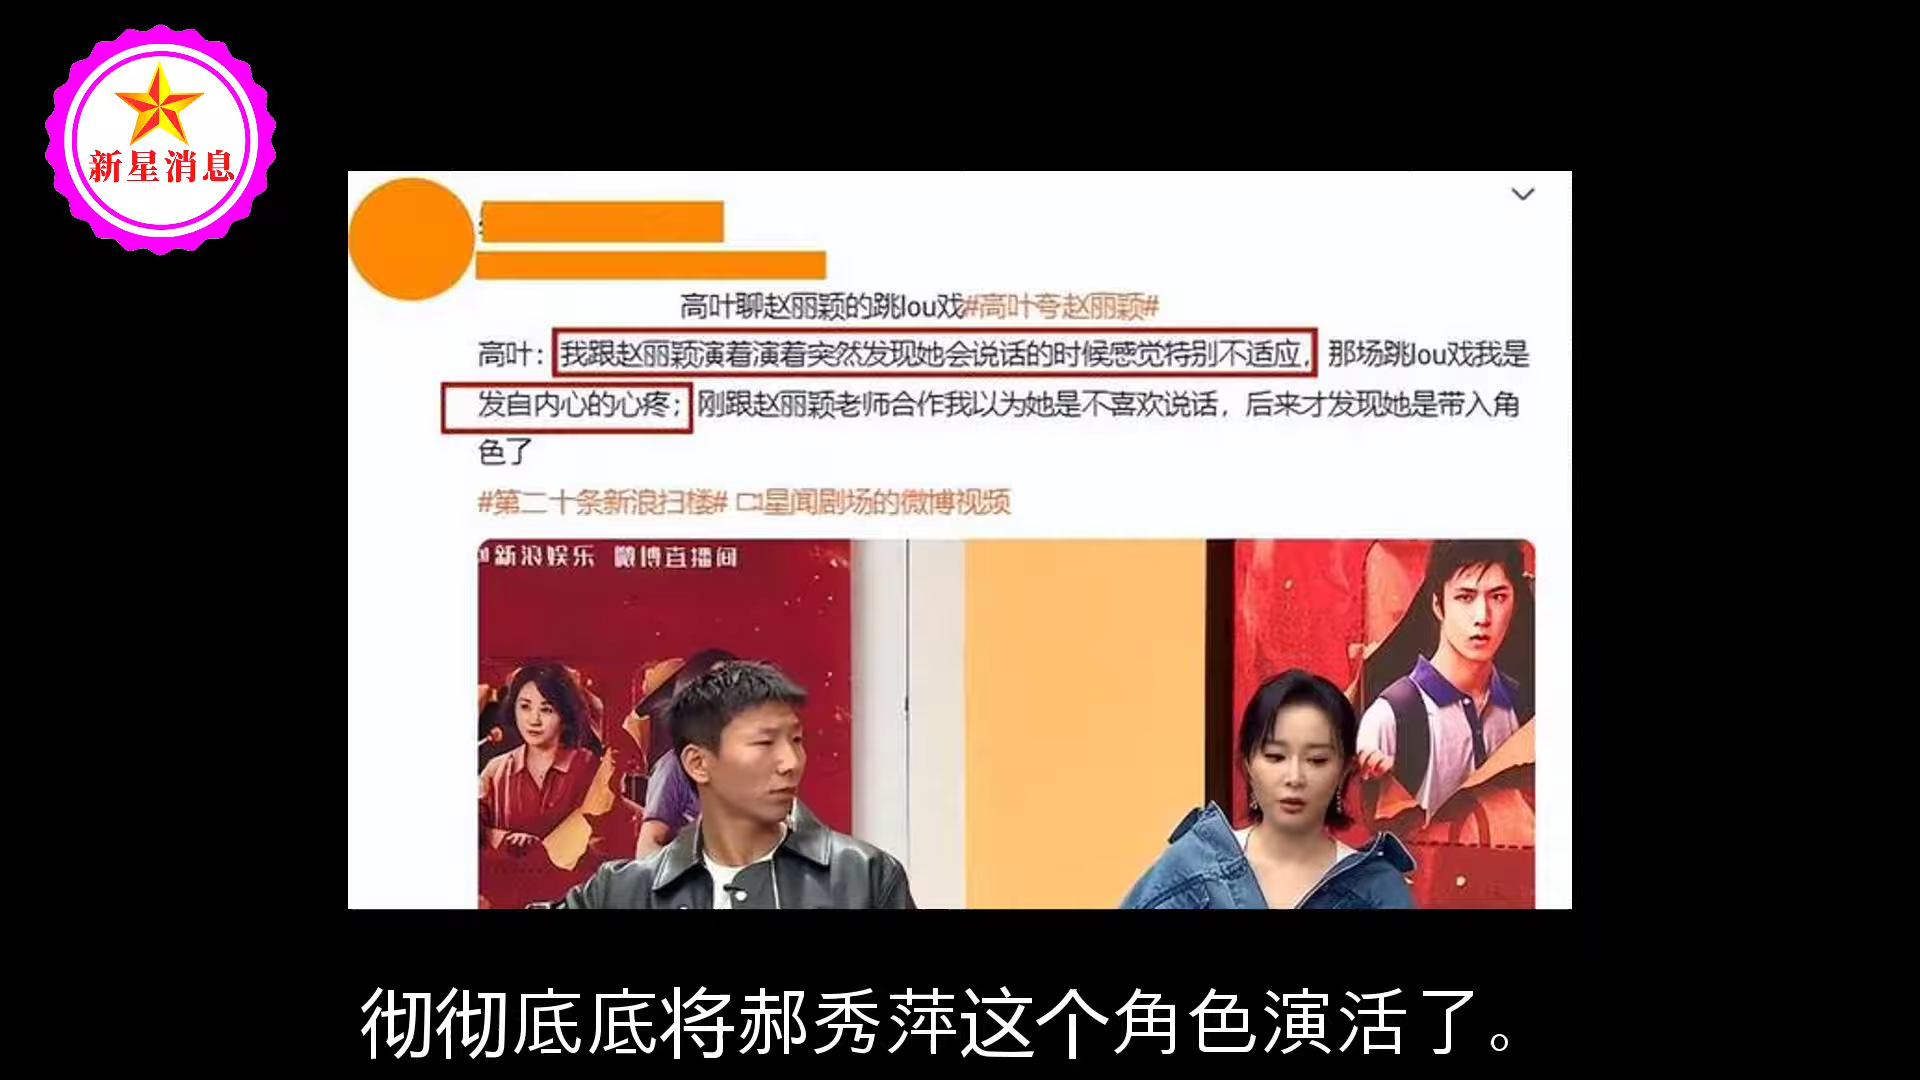 新星消息
高叶聊赵丽颖的跳lou戏#高叶夸赵丽颖#
高叶：我跟赵丽颖演着演着突然发现她会说话的时候感觉特别不适应，那场跳lou戏我是
发自内心的心疼；刚跟赵丽颖老师合作我以为她是不喜欢说话，后来才发现她是带入角
色了
#第二十条新浪扫楼# 星闻剧场的微博视频
新浪娱乐 微博直播间
彻彻底底将郝秀萍这个角色演活了。